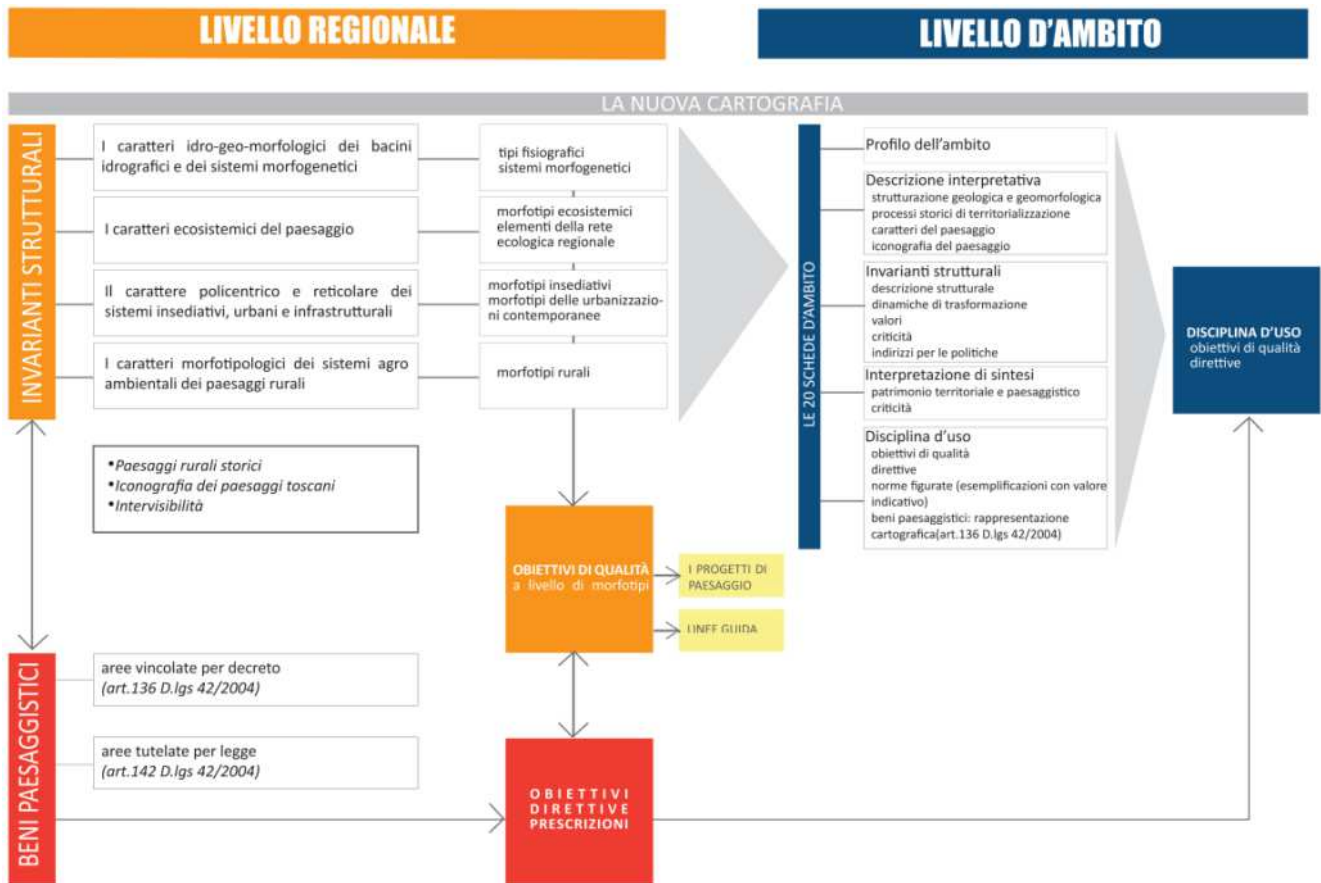 LIVELLO REGIONALE
LIVELLO D'AMBITO
LA NUOVA CARTOGRAFIA
INVARIANTI STRUTTURALI
I caratteri idro-geo-morfologici dei bacini
idrografici e dei sistemi morfogenetici
tipi fisiografici
sistemi morfogenetici
I caratteri ecosistemici del paesaggio
morfotipi ecosistemici
elementi della rete
ecologica regionale
Il carattere policentrico e reticolare dei
sistemi insediativi, urbani e infrastrutturali
morfotipi insediativi
morfotipi delle urbanizzazio-
ni contemporanee
I caratteri morfotipologici dei sistemi agro
ambientali dei paesaggi rurali
morfotipi rurali
•Paesaggi rurali storici
•Iconografia dei paesaggi toscani
•Intervisibilità
OBIETTIVI DI QUALITÀ
a livello di morfotipi
I PROGETTI DI
PAESAGGIO
LINEE GUIDA
BENI PAESAGGISTICI
aree vincolate per decreto
(art.136 D.lgs 42/2004)
aree tutelate per legge
(art.142 D.lgs 42/2004)
OBIETTIVI
DIRETTIVE
PRESCRIZIONI
LE 20 SCHEDE D'AMBITO
Profilo dell'ambito
Descrizione interpretativa
strutturazione geologica e geomorfologica
processi storici di territorializzazione
caratteri del paesaggio
iconografia del paesaggio
Invarianti strutturali
descrizione strutturale
dinamiche di trasformazione
valori
criticità
indirizzi per le politiche
Interpretazione di sintesi
patrimonio territoriale e paesaggistico
criticità
Disciplina d'uso
obiettivi di qualità
direttive
norme figurate (esemplificazioni con valore
indicativo)
beni paesaggistici: rappresentazione
cartografica(art.136 D.lgs 42/2004)
DISCIPLINA D'USO
obiettivi di qualità
direttive